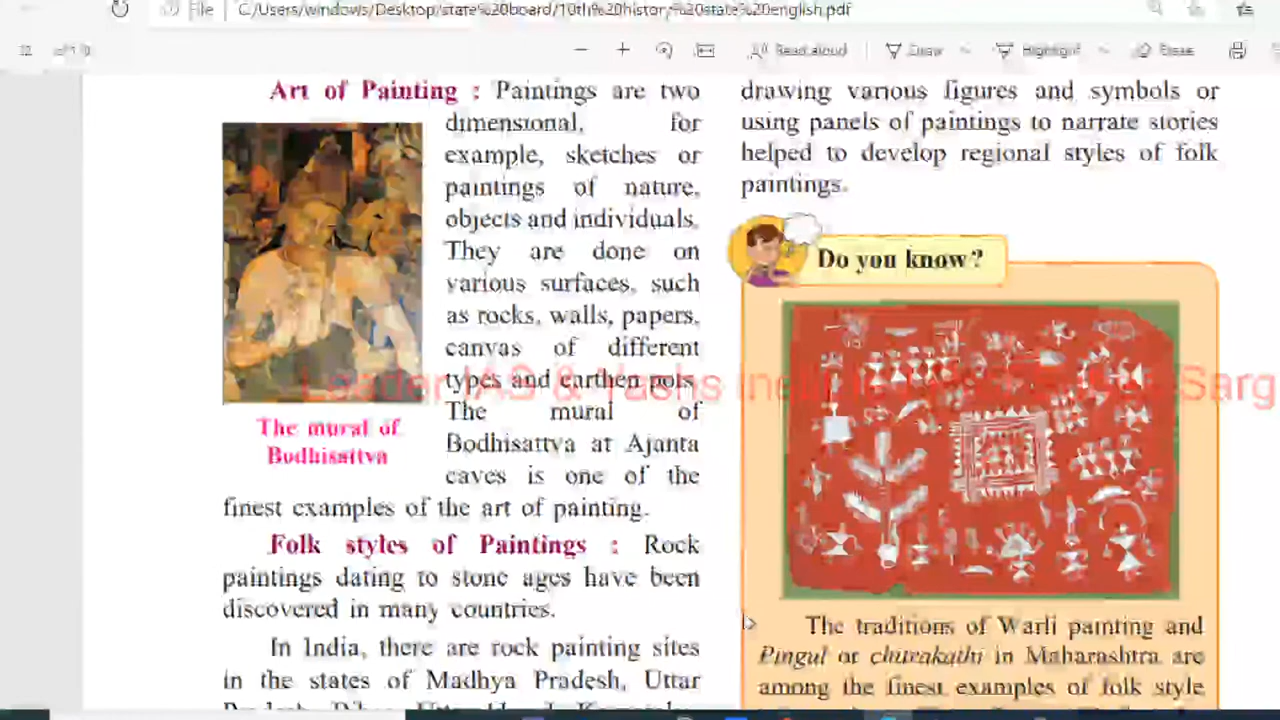 File
C:/Users/windows/Desktop/state%20board/10th%20history%20state%20english.pdf
Read aloud
Draw
Highlight
Erase
Art of Painting : Paintings are two
dimensional, for
example, sketches or
paintings of nature,
objects and individuals.
They are done on
various surfaces, such
as rocks, walls, papers,
canvas of different
types and earthen pots.
The mural of
Bodhisattva at Ajanta
caves is one of the
finest examples of the art of painting.
The mural of
Bodhisattva
Folk styles of Paintings : Rock
paintings dating to stone ages have been
discovered in many countries.
In India, there are rock painting sites
in the states of Madhya Pradesh, Uttar
drawing various figures and symbols or
using panels of paintings to narrate stories
helped to develop regional styles of folk
paintings.
Do you know?
The traditions of Warli painting and
Pingul or chitrakathi in Maharashtra are
among the finest examples of folk style
Leader IAS & Yashs
Sarg